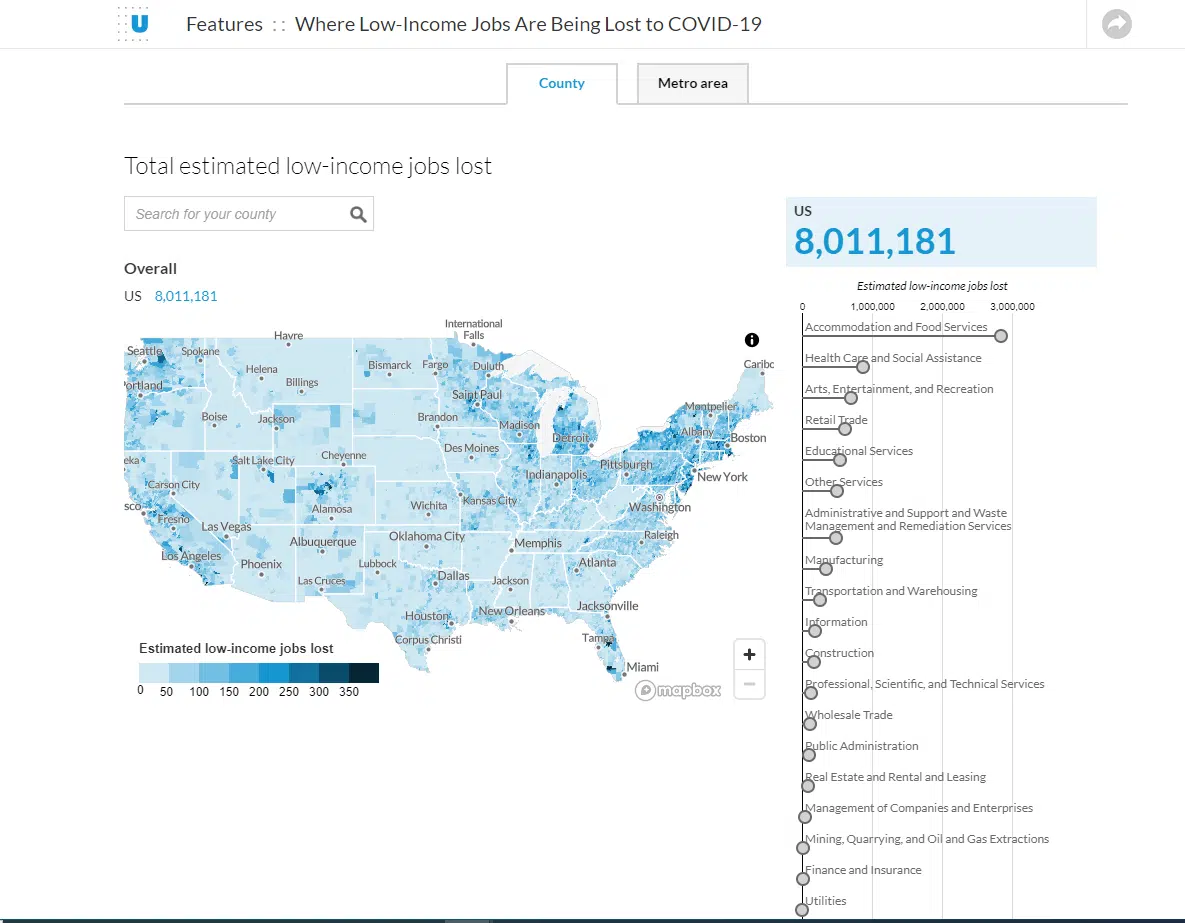 U
Features :: Where Low-Income Jobs Are Being Lost to COVID-19
County
Metro area
Total estimated low-income jobs lost
Search for your county
Overall
US 8,011,181
US
8,011,181
Estimated low-income jobs lost
0 1,000,000 2,000,000 3,000,000
Accommodation and Food Services
Health Care and Social Assistance
Arts, Entertainment, and Recreation
Retail Trade
Educational Services
Other Services
Administrative and Support and Waste
Management and Remediation Services
Manufacturing
Transportation and Warehousing
Information
Construction
Professional, Scientific, and Technical Services
Wholesale Trade
Public Administration
Real Estate and Rental and Leasing
Management of Companies and Enterprises
Mining, Quarrying, and Oil and Gas Extractions
Finance and Insurance
Utilities
International
Falls
Havre
Seattle
Spokane
Helena
Bismarck
Fargo
Duluth
Caribc
ortland
Billings
Saint Paul
Montpelier
Boise
Jackson
Brandon
Madison
Detroit
Albany
Boston
Des Moines
eka
Salt Lake City
Cheyenne
Indianapolis
Pittsburgh
New York
Carson City
sco
Fresno
Alamosa
Wichita
Kansas City
Washington
Las Vegas
Albuquerque
Oklahoma City
Memphis
Raleigh
Los Angeles
Phoenix
Lubbock
Atlanta
Las Cruces
Dallas
Jackson
Houston
New Orleans
Jacksonville
Corpus Christi
Tampa
Miami
Estimated low-income jobs lost
0 50 100 150 200 250 300 350
+
−
mapbox